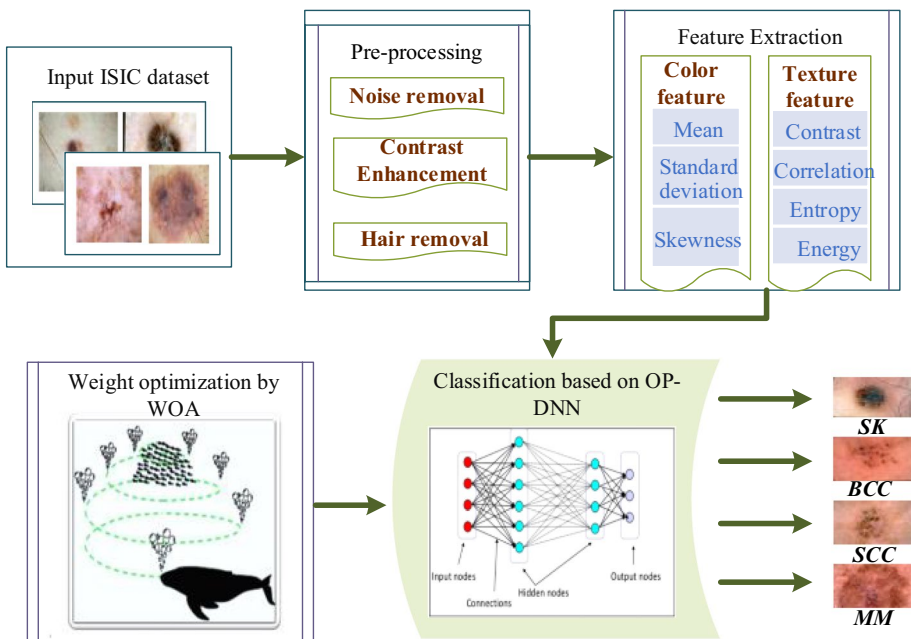 Input ISIC dataset
Pre-processing
Noise removal
Contrast
Enhancement
Hair removal
Feature Extraction
Color
feature
Mean
Standard
deviation
Skewness
Texture
feature
Contrast
Correlation
Entropy
Energy
Weight optimization by
WOA
Classification based on OP-
DNN
Input nodes
Connections
Hidden nodes
Output nodes
SK
BCC
SCC
MM